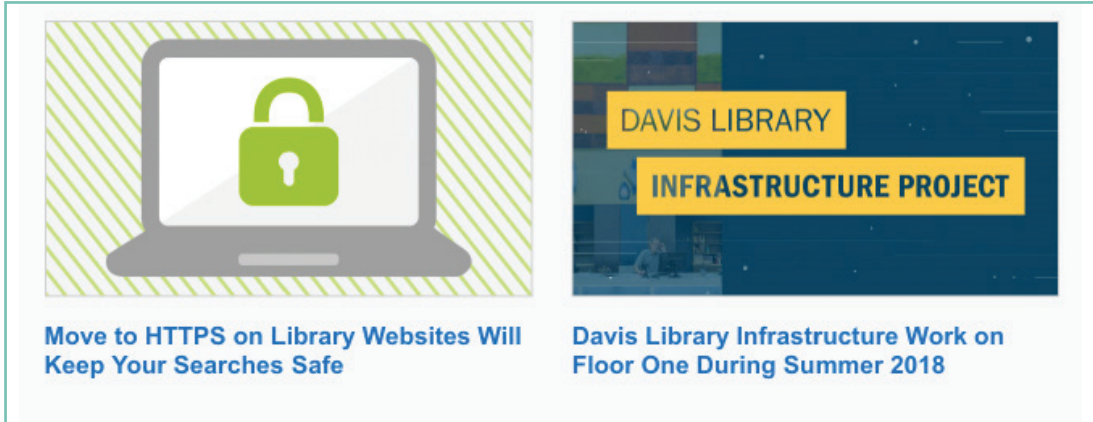 DAVIS LIBRARY
INFRASTRUCTURE PROJECT
Move to HTTPS on Library Websites Will
Keep Your Searches Safe
Davis Library Infrastructure Work on
Floor One During Summer 2018